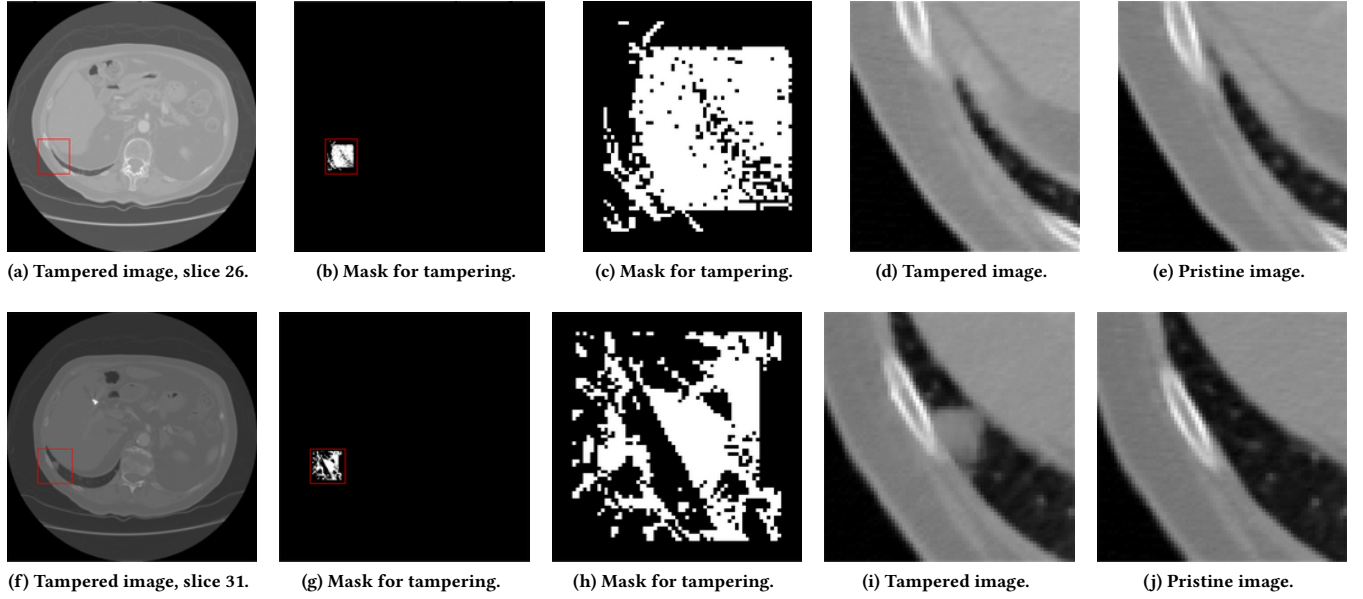 (a) Tampered image, slice 26.
(b) Mask for tampering.
(c) Mask for tampering.
(d) Tampered image.
(e) Pristine image.
(f) Tampered image, slice 31.
(g) Mask for tampering.
(h) Mask for tampering.
(i) Tampered image.
(j) Pristine image.